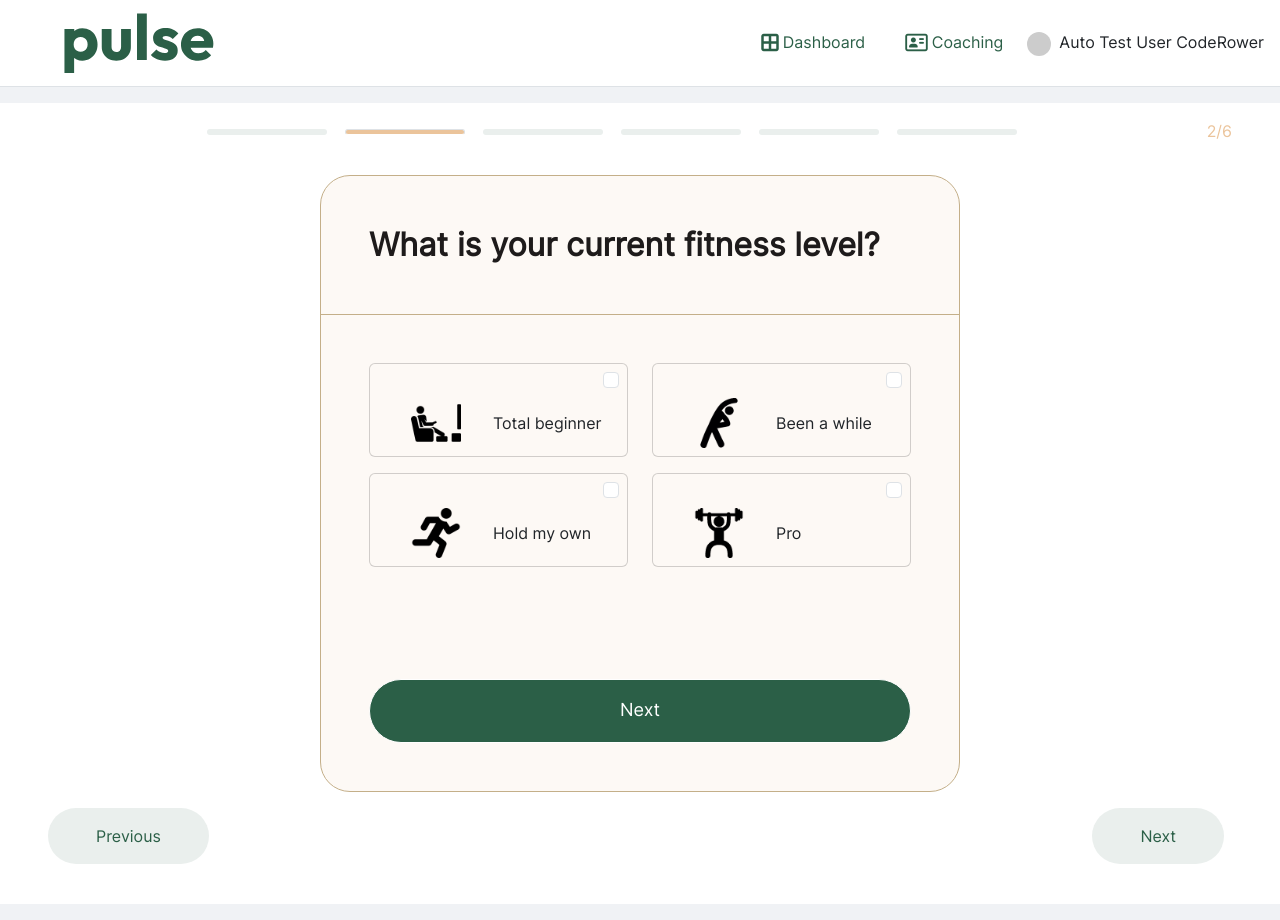 pulse
Dashboard
Coaching
Auto Test User CodeRower
2/6
What is your current fitness level?
Total beginner
Been a while
Hold my own
Pro
Next
Previous
Next